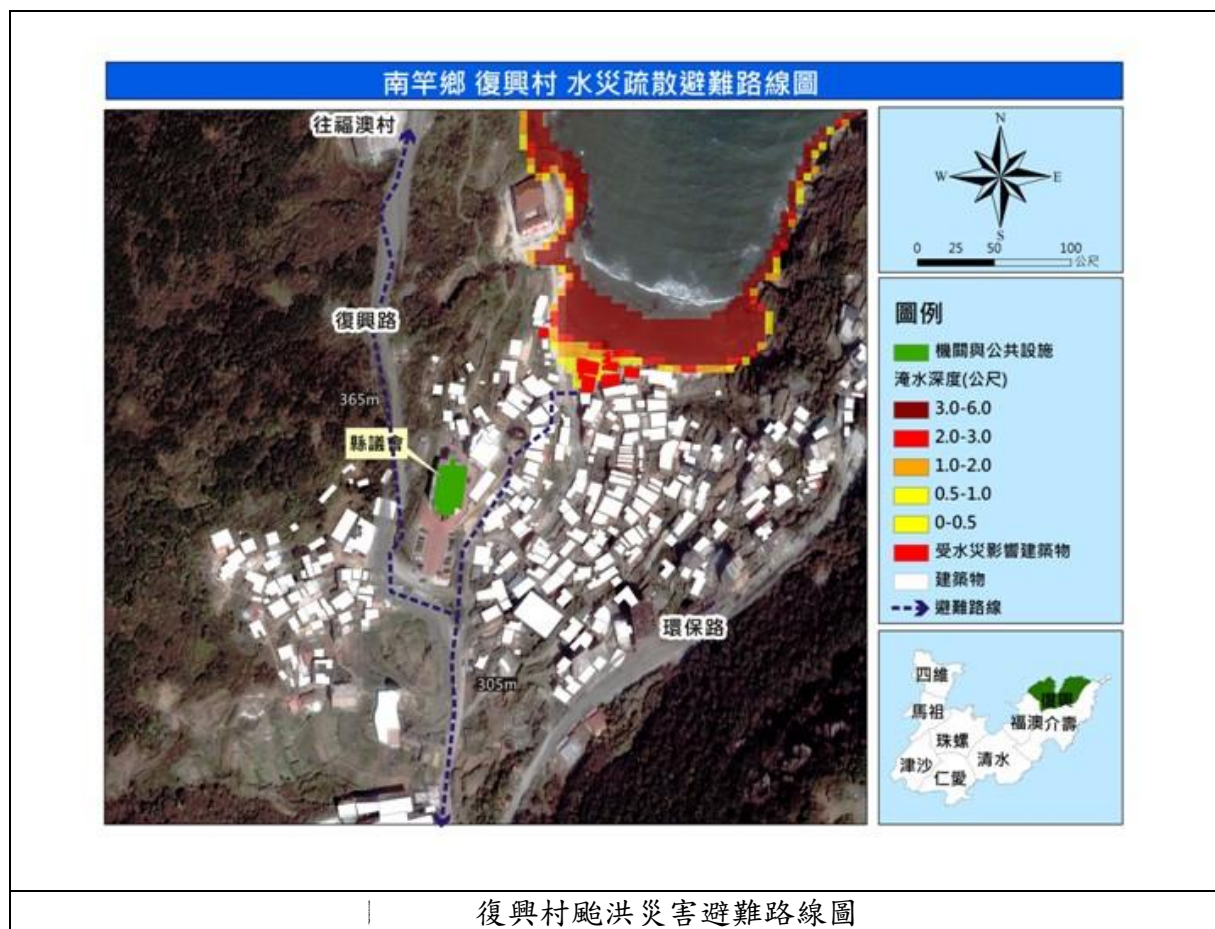 南竿鄉 復興村 水災疏散避難路線圖
往福澳村
復興路
365m
縣議會
環保路
305m
N
W
E
S
0 25 50 100
公尺
圖例
機關與公共設施
淹水深度(公尺)
3.0-6.0
2.0-3.0
1.0-2.0
0.5-1.0
0-0.5
受水災影響建築物
建築物
避難路線
四維
復興
馬祖
福澳
介壽
珠螺
清水
津沙
仁愛
復興村颱洪災害避難路線圖